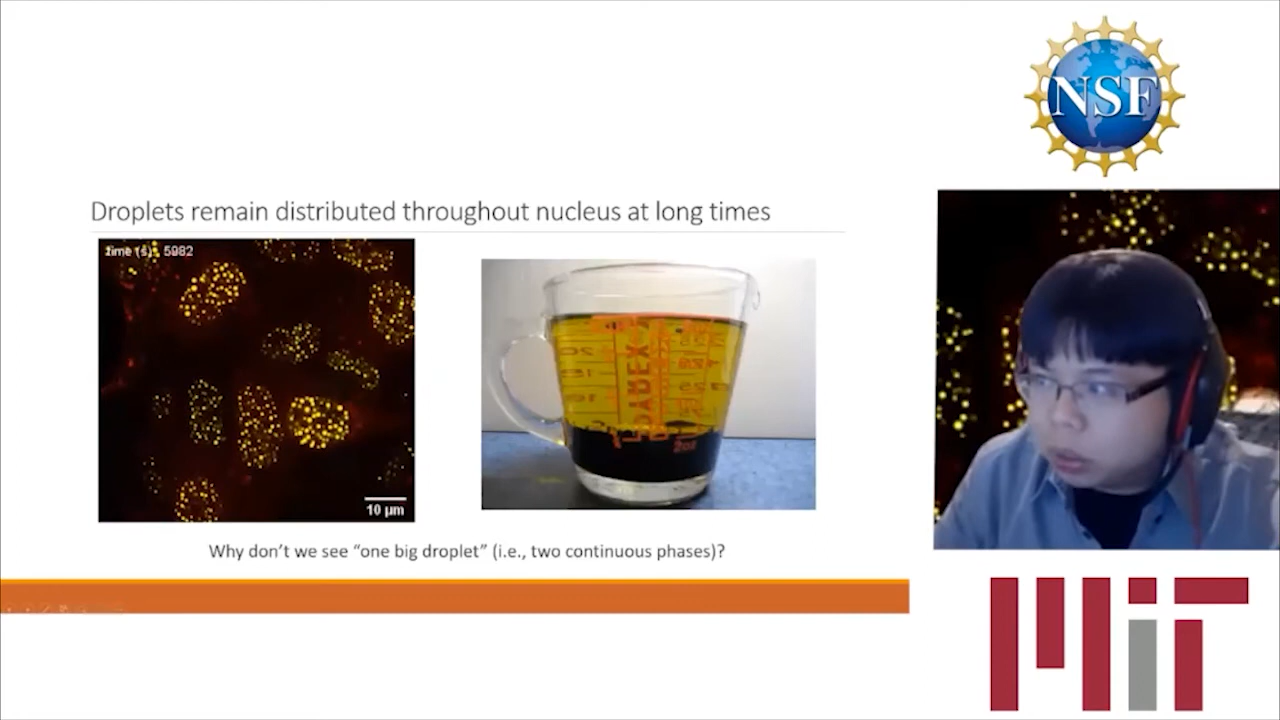 NSF
Droplets remain distributed throughout nucleus at long times
time (s): 5982
10 μm
Why don't we see "one big droplet" (i.e., two continuous phases)?
MIT